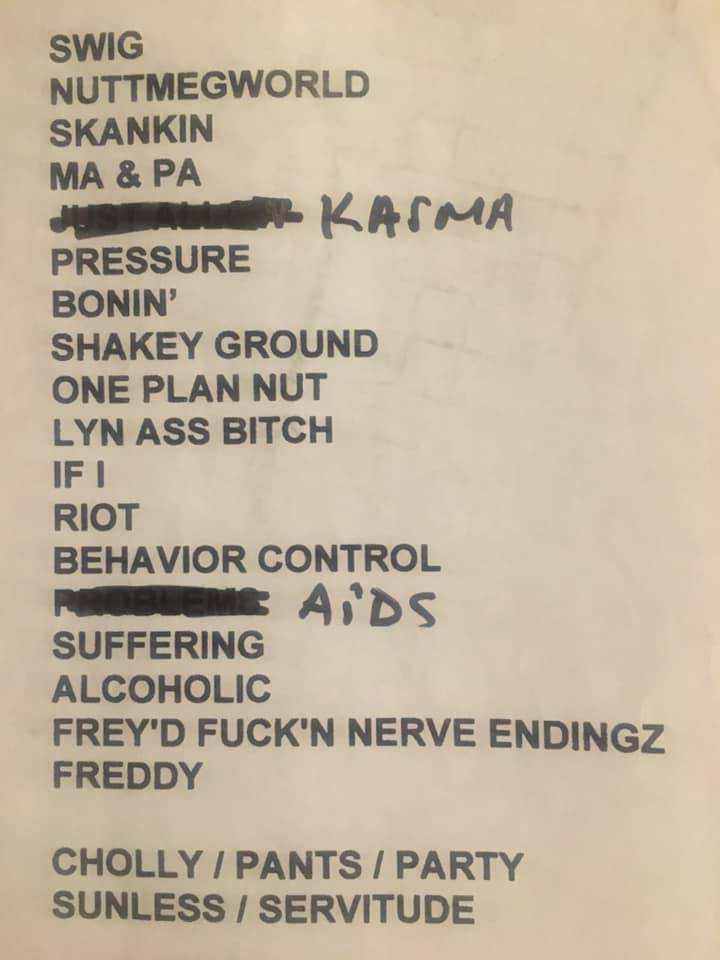 SWIG
NUTTMEGWORLD
SKANKIN
MA & PA
KASMA
PRESSURE
BONIN'
SHAKEY GROUND
ONE PLAN NUT
LYN ASS BITCH
IF I
RIOT
BEHAVIOR CONTROL
PROBLEMS AiDS
SUFFERING
ALCOHOLIC
FREY'D FUCK'N NERVE ENDINGZ
FREDDY
CHOLLY / PANTS / PARTY
SUNLESS / SERVITUDE